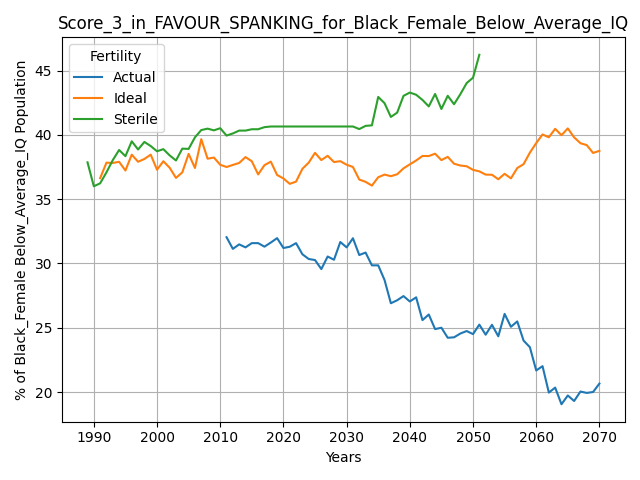 Score_3_in_FAVOUR_SPANKING_for_Black_Female_Below_Average_IQ
Fertility
Actual
Ideal
Sterile
% of Black_Female Below_Average_IQ Population
45
40
35
30
25
20
1990 2000 2010 2020 2030 2040 2050 2060 2070
Years